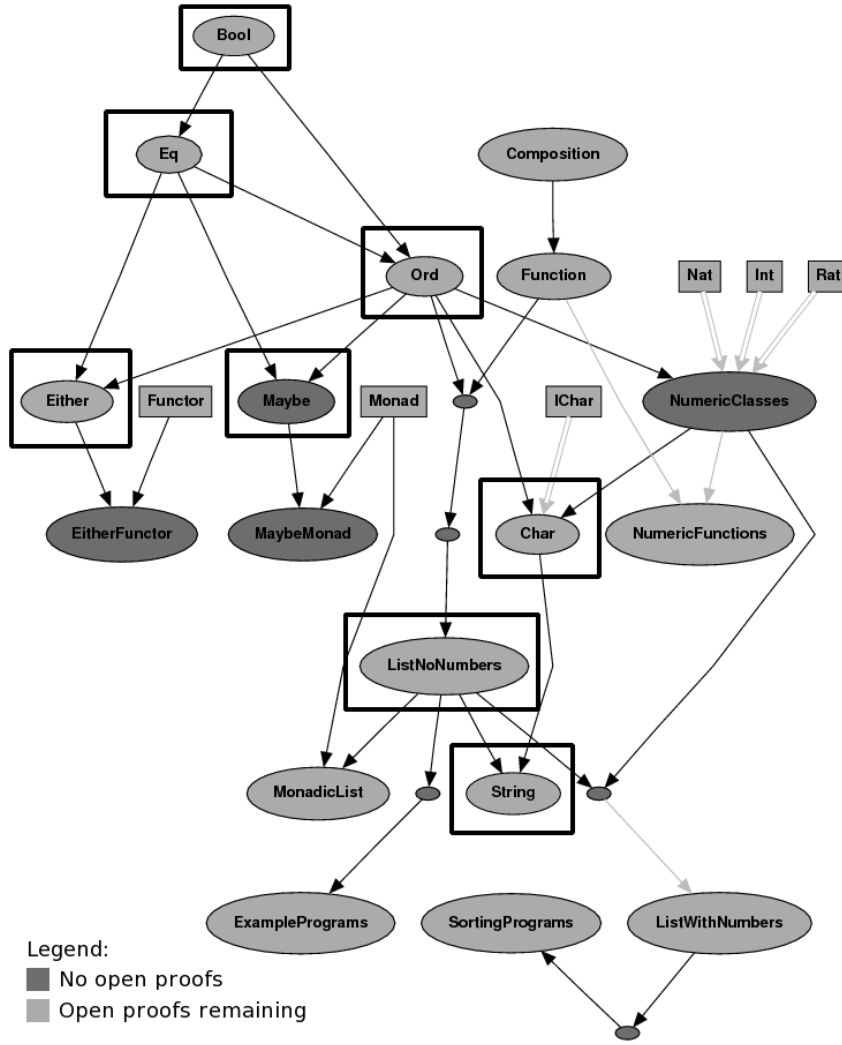 Bool
Eq
Composition
Ord
Function
Nat
Int
Rat
Either
Functor
Maybe
Monad
IChar
NumericClasses
EitherFunctor
MaybeMonad
Char
NumericFunctions
ListNoNumbers
MonadicList
String
ExamplePrograms
SortingPrograms
ListWithNumbers
Legend:
No open proofs
Open proofs remaining